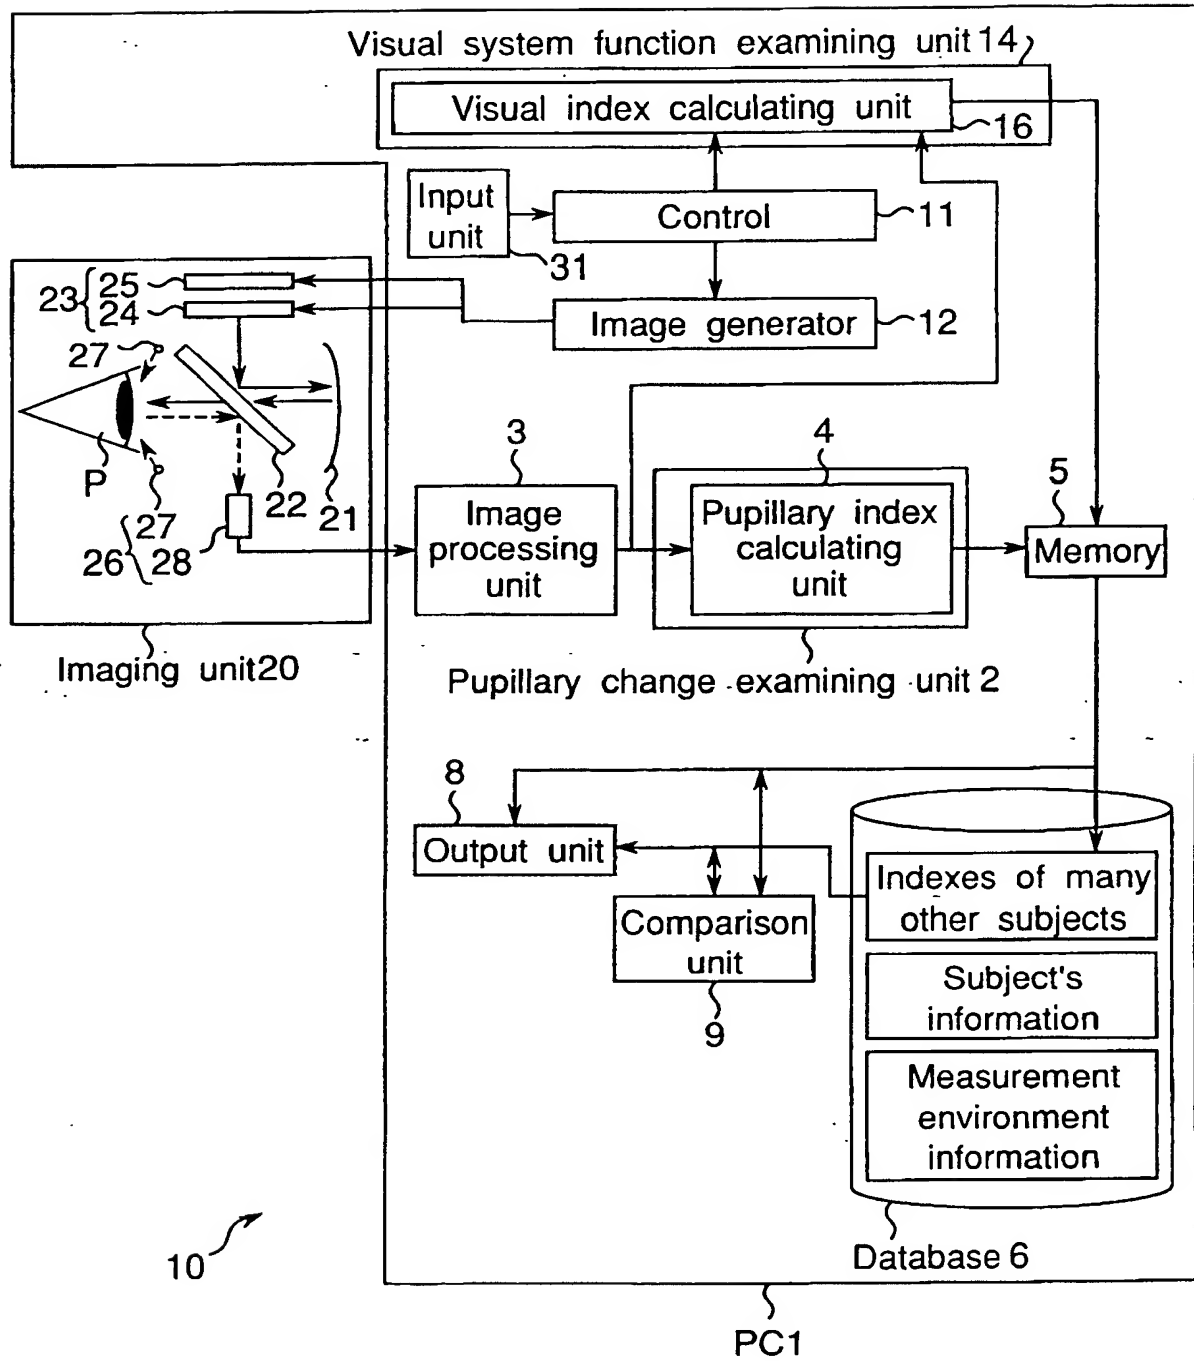 Visual system function examining unit 14
Visual index calculating unit
16
Input
unit
31
Control
11
Image generator
12
23
25
24
27
P
22
21
27
26
28
Imaging unit20
3
Image
processing
unit
4
Pupillary index
calculating
unit
Pupillary change examining unit 2
5
Memory
8
Output unit
Comparison
unit
9
Indexes of many
other subjects
Subject's
information
Measurement
environment
information
Database 6
10
PC1